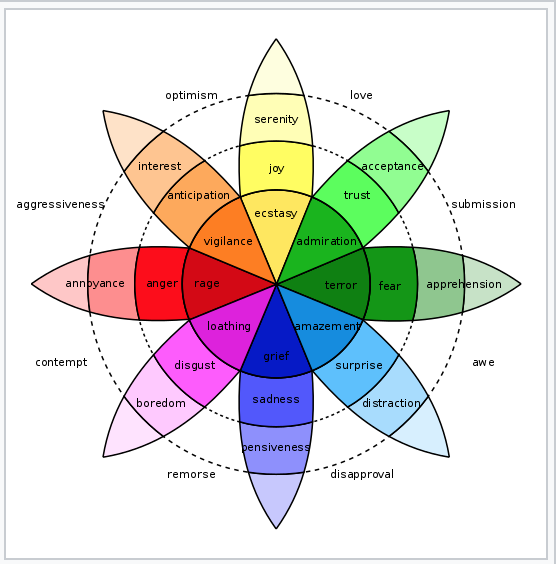 optimism
love
serenity
interest
acceptance
joy
anticipation
trust
aggressiveness
submission
ecstasy
vigilance
admiration
annoyance
anger
rage
terror
fear
apprehension
loathing
amazement
grief
contempt
disgust
surprise
awe
boredom
sadness
distraction
pensiveness
remorse
disapproval